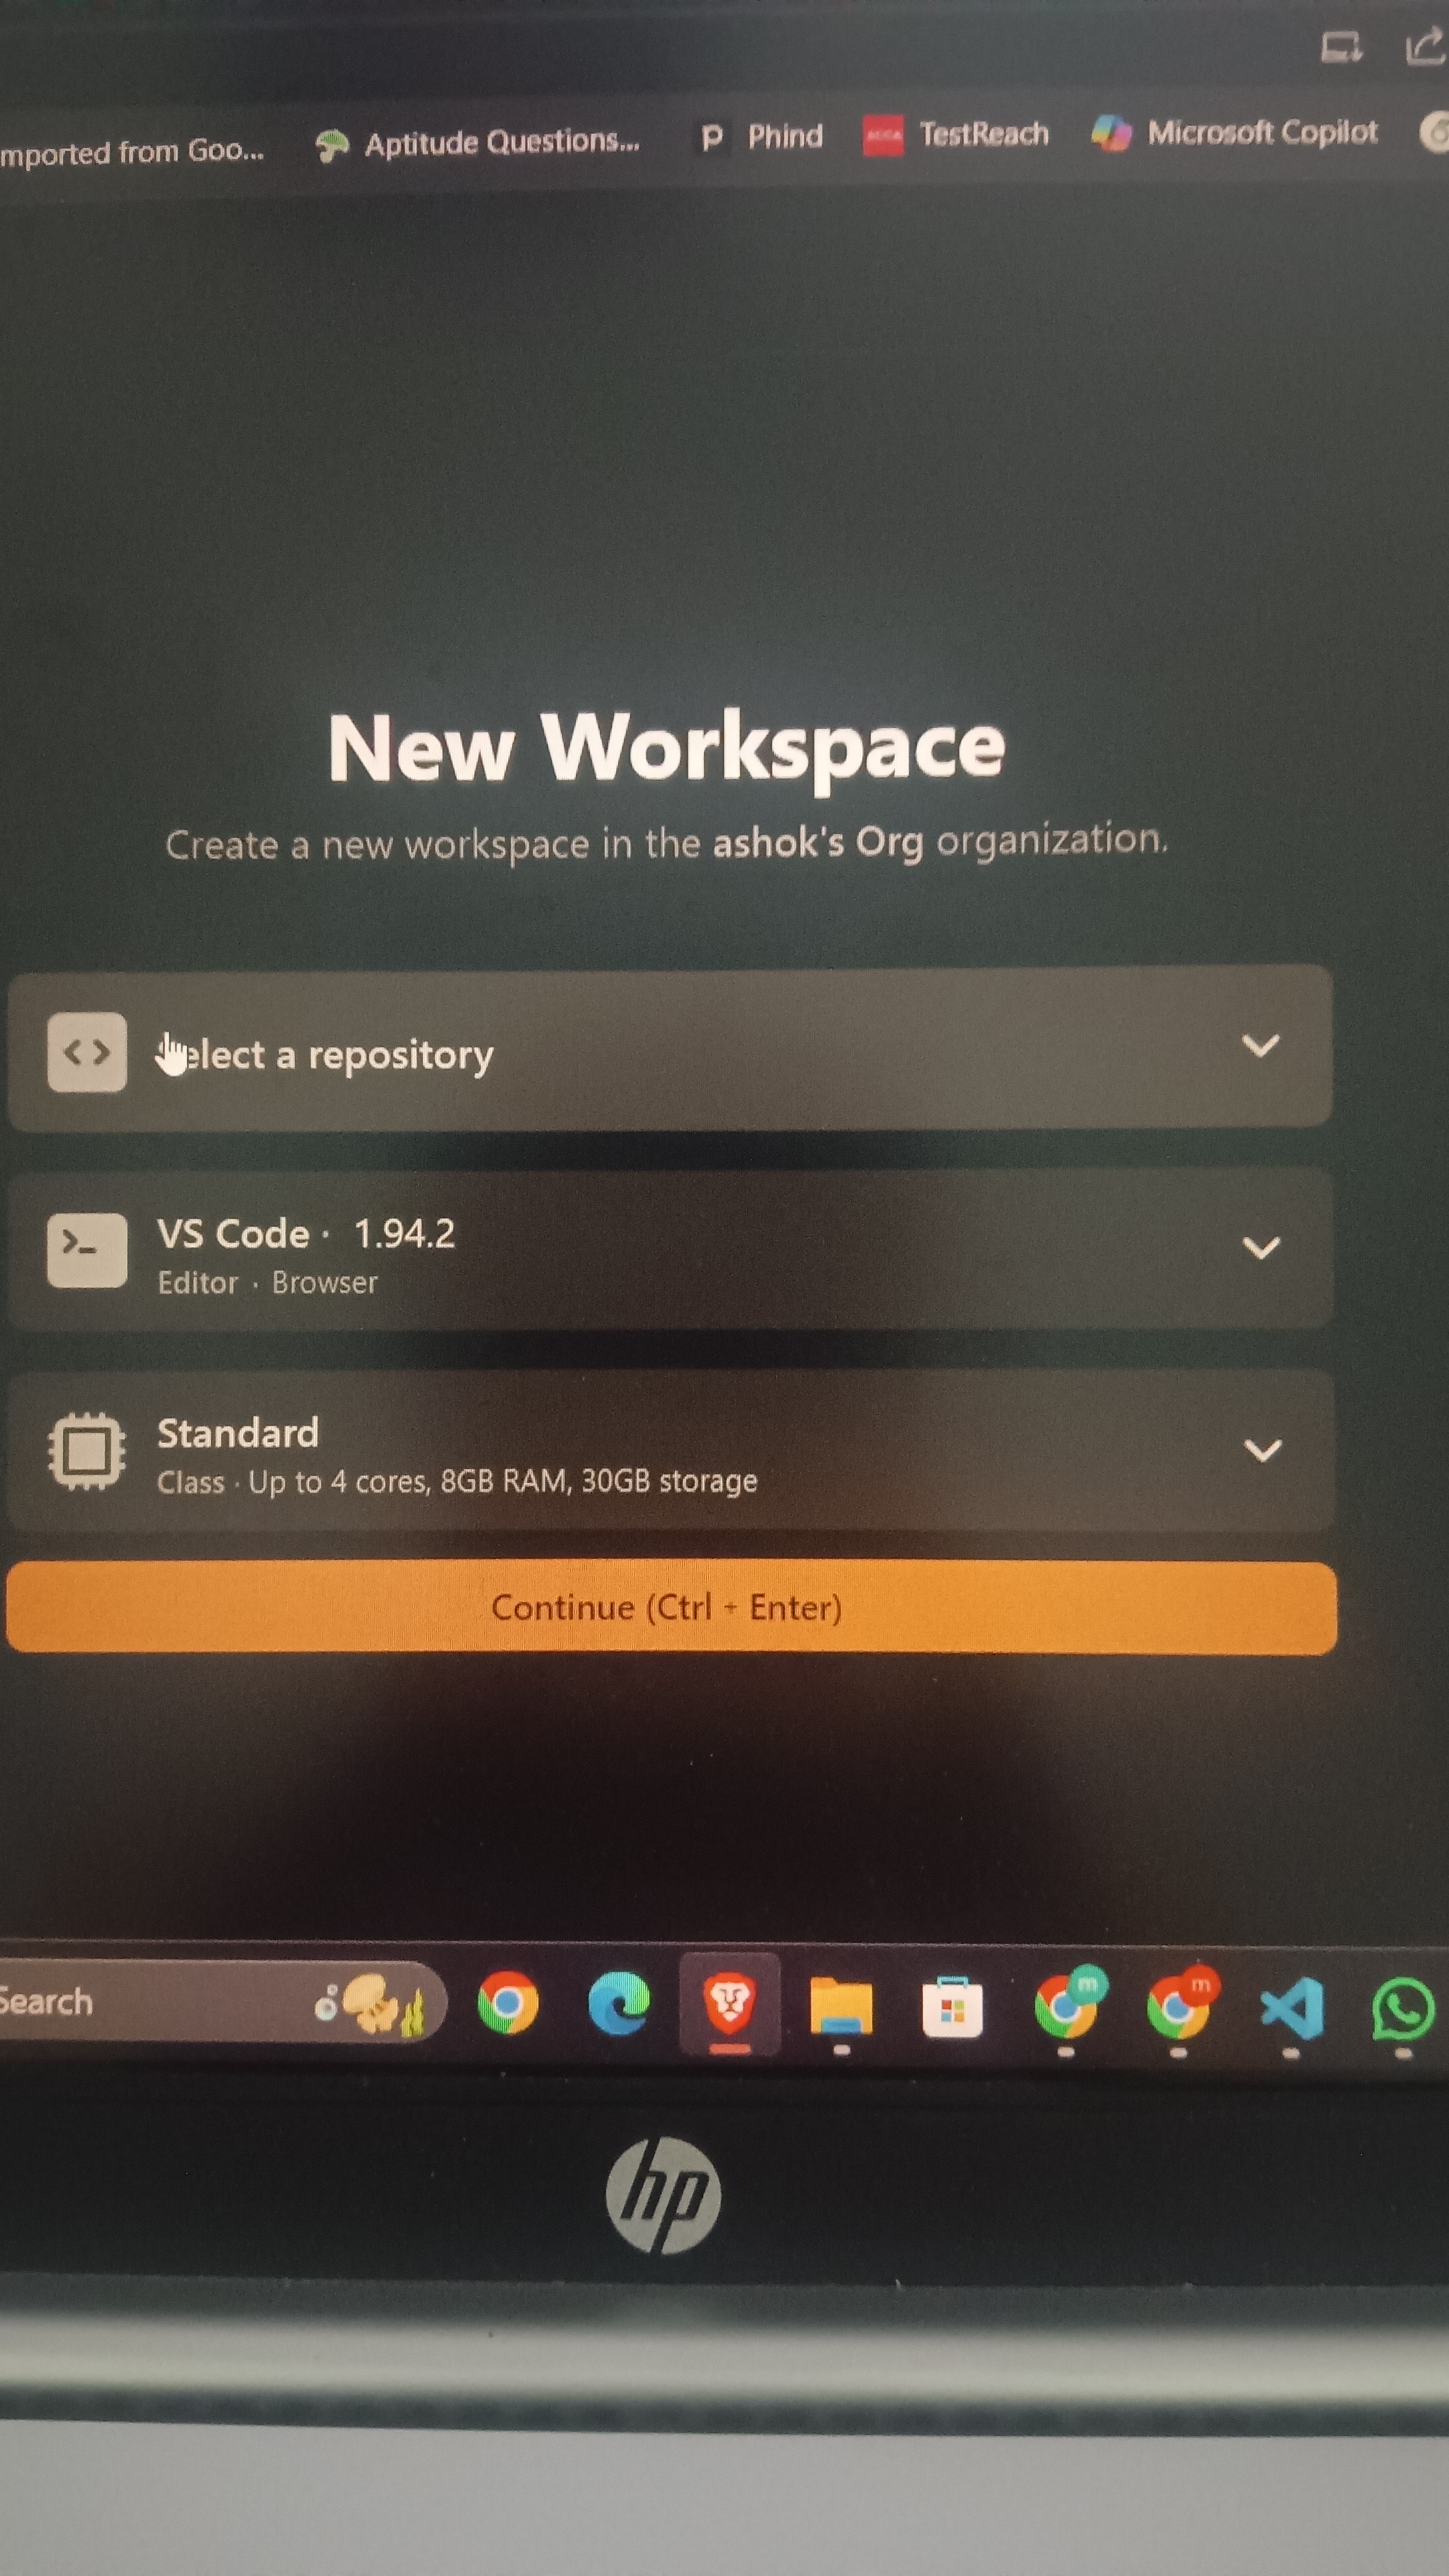 mported from Goo...
Aptitude Questions...
Phind
TestReach
Microsoft Copilot
New Workspace
Create a new workspace in the ashok's Org organization.
elect a repository
VS Code · 1.94.2
Editor · Browser
Standard
Class · Up to 4 cores, 8GB RAM, 30GB storage
Continue (Ctrl + Enter)
Search
m
m
hp